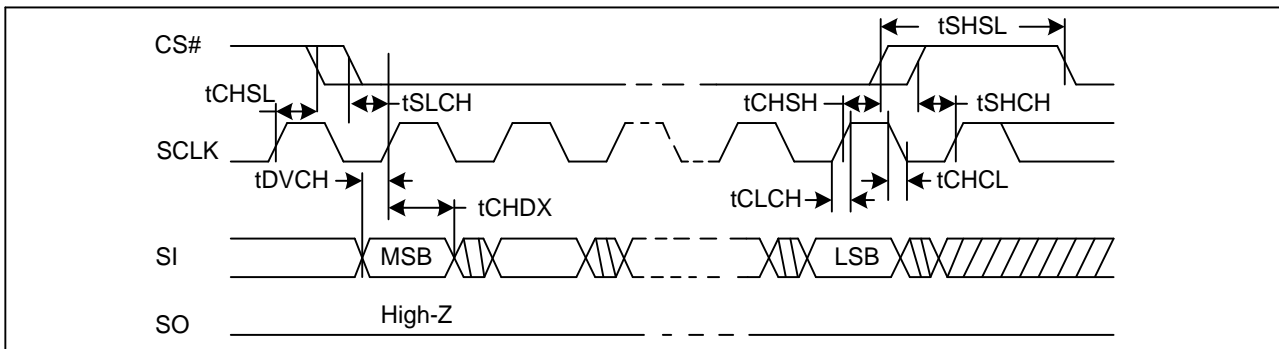 tSHSL
CS#
tCHSL
tSLCH
tCHSH
tSHCH
SCLK
tDVCH
tCHDX
tCLCH
tCHCL
SI
MSB
LSB
High-Z
SO